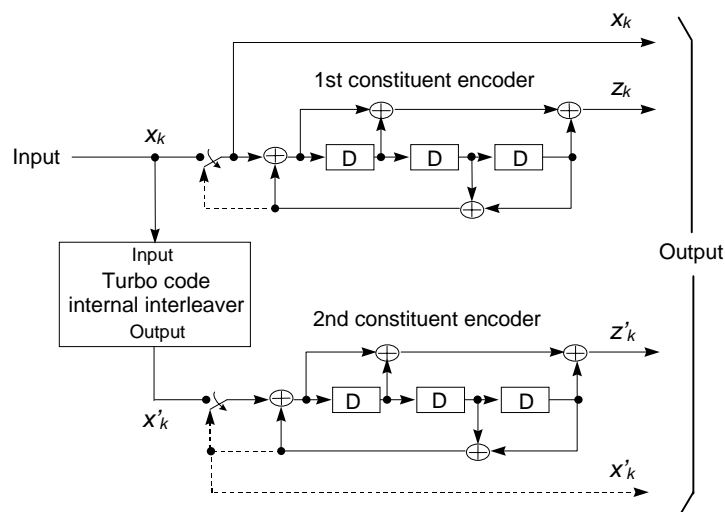 xk
1st constituent encoder
zk
xk
Input
D D D
Input
Turbo code
internal interleaver
Output
Output
2nd constituent encoder
z'k
D D D
x'k
x'k